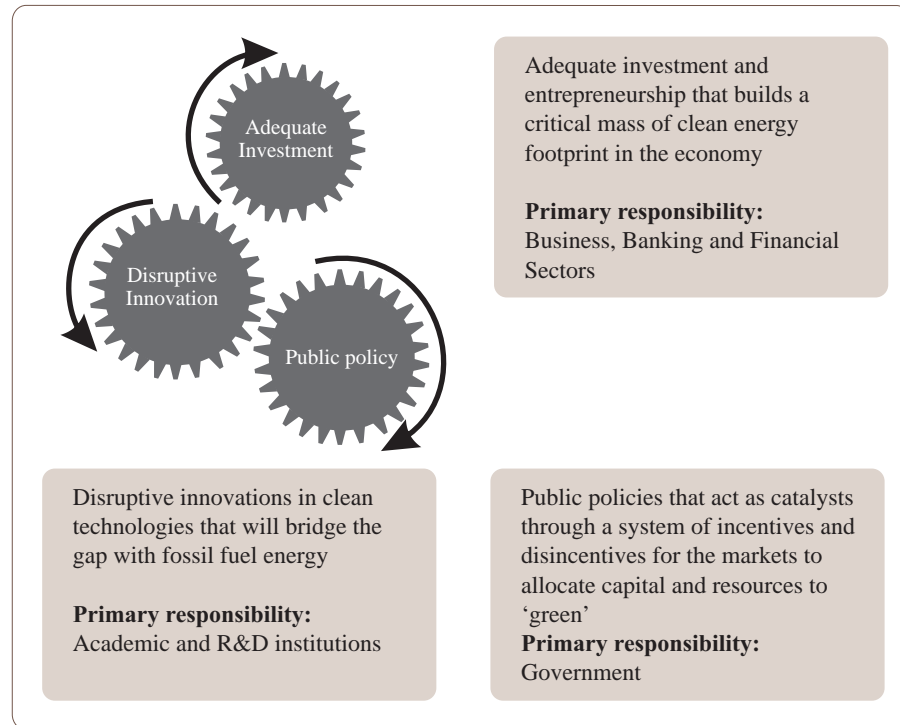 Adequate
Investment
Disruptive
Innovation
Public policy
Adequate investment and
entrepreneurship that builds a
critical mass of clean energy
footprint in the economy
Primary responsibility:
Business, Banking and Financial
Sectors
Disruptive innovations in clean
technologies that will bridge the
gap with fossil fuel energy
Primary responsibility:
Academic and R&D institutions
Public policies that act as catalysts
through a system of incentives and
disincentives for the markets to
allocate capital and resources to
‘green’
Primary responsibility:
Government